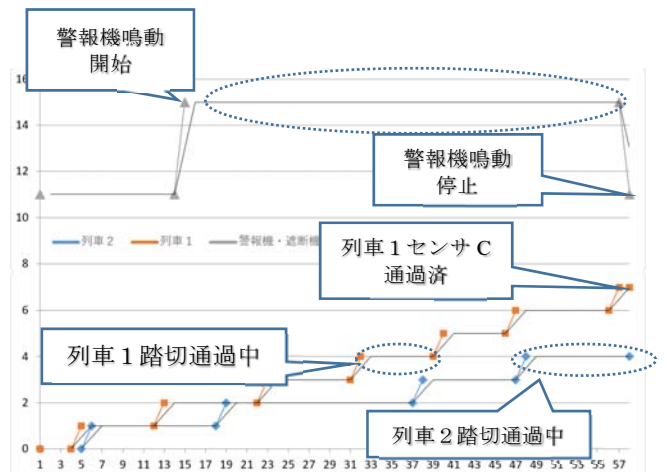 警報機鳴動
開始
16
14
12
10
8
6
4
2
0
警報機鳴動
停止
列車2 列車1 警報機・遮断機
列車1センサC
通過済
列車1踏切通過中
列車2踏切通過中
1 3 5 7 9 11 13 15 17 19 21 23 25 27 29 31 33 35 37 39 41 43 45 47 49 51 53 55 57